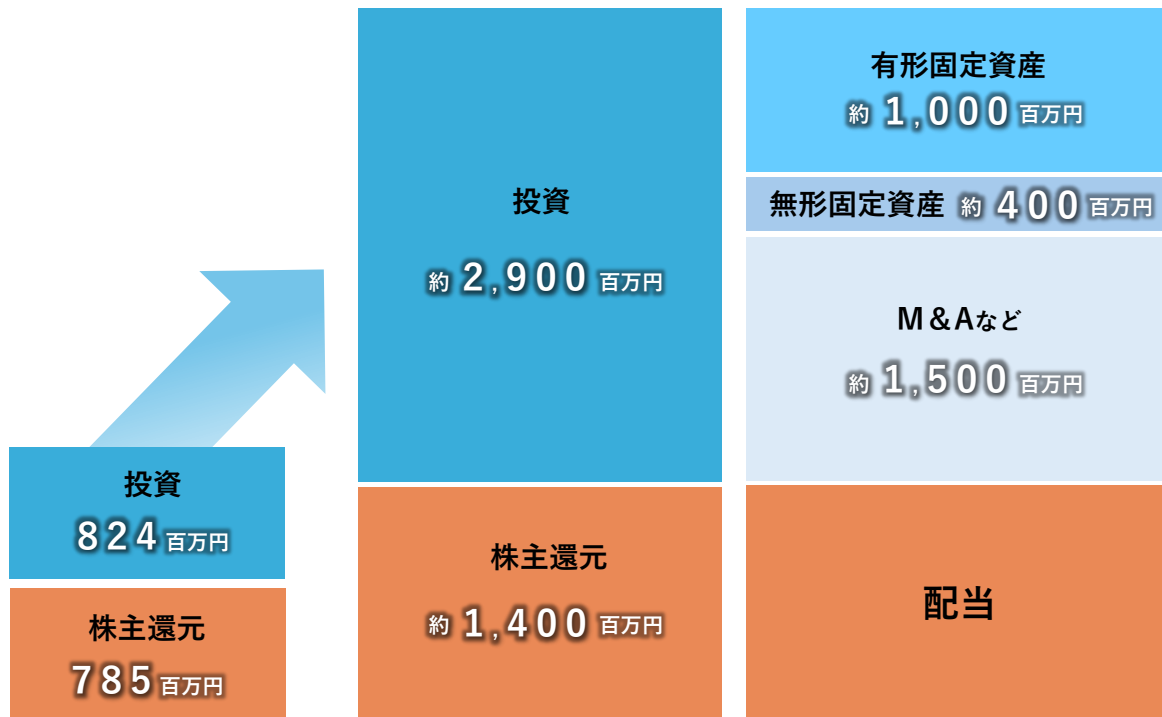 投資
824百万円
株主還元
785百万円
投資
約 2,900 百万円
株主還元
約 1,400 百万円
有形固定資産
約 1,000 百万円
無形固定資産 約 400 百万円
M&Aなど
約 1,500 百万円
配当